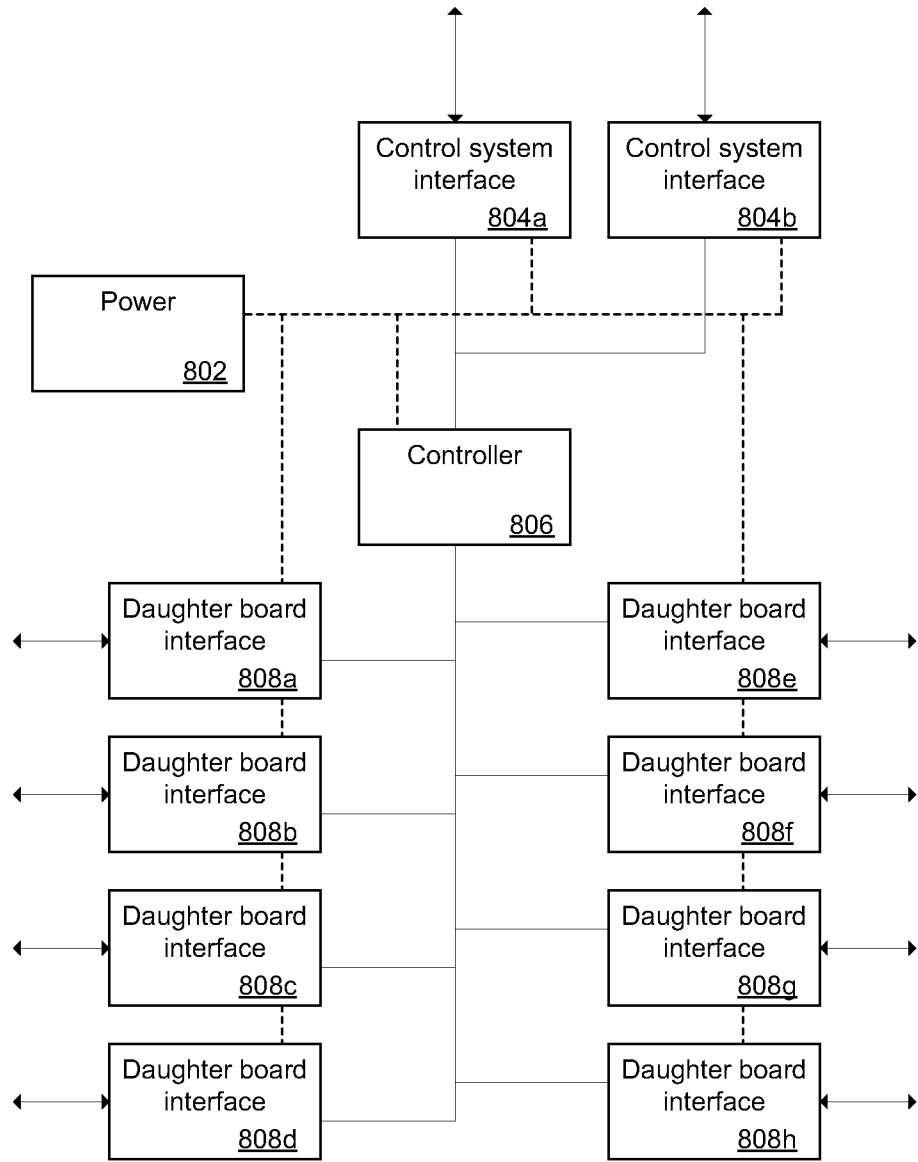 Control system
interface
804a
Control system
interface
804b
Power
802
Controller
806
Daughter board
interface
808a
Daughter board
interface
808e
Daughter board
interface
808b
Daughter board
interface
808f
Daughter board
interface
808c
Daughter board
interface
808g
Daughter board
interface
808d
Daughter board
interface
808h